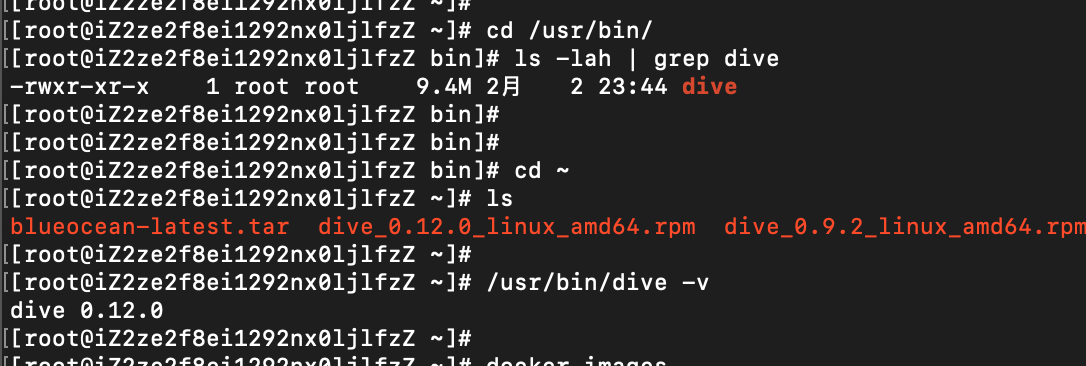 [[root@iZ2ze2f8ei1292nx0ljlfzZ ~]#
[[root@iZ2ze2f8ei1292nx0ljlfzZ ~]# cd /usr/bin/
[[root@iZ2ze2f8ei1292nx0ljlfzZ bin]# ls -lah | grep dive
-rwxr-xr-x    1 root root    9.4M 2月   2 23:44 dive
[[root@iZ2ze2f8ei1292nx0ljlfzZ bin]#
[[root@iZ2ze2f8ei1292nx0ljlfzZ bin]#
[[root@iZ2ze2f8ei1292nx0ljlfzZ bin]# cd ~
[[root@iZ2ze2f8ei1292nx0ljlfzZ ~]# ls
blueocean-latest.tar  dive_0.12.0_linux_amd64.rpm  dive_0.9.2_linux_amd64.rpm
[[root@iZ2ze2f8ei1292nx0ljlfzZ ~]#
[[root@iZ2ze2f8ei1292nx0ljlfzZ ~]# /usr/bin/dive -v
dive 0.12.0
[[root@iZ2ze2f8ei1292nx0ljlfzZ ~]#
[[root@iZ2ze2f8ei1292nx0ljlfzZ ~]# docker images